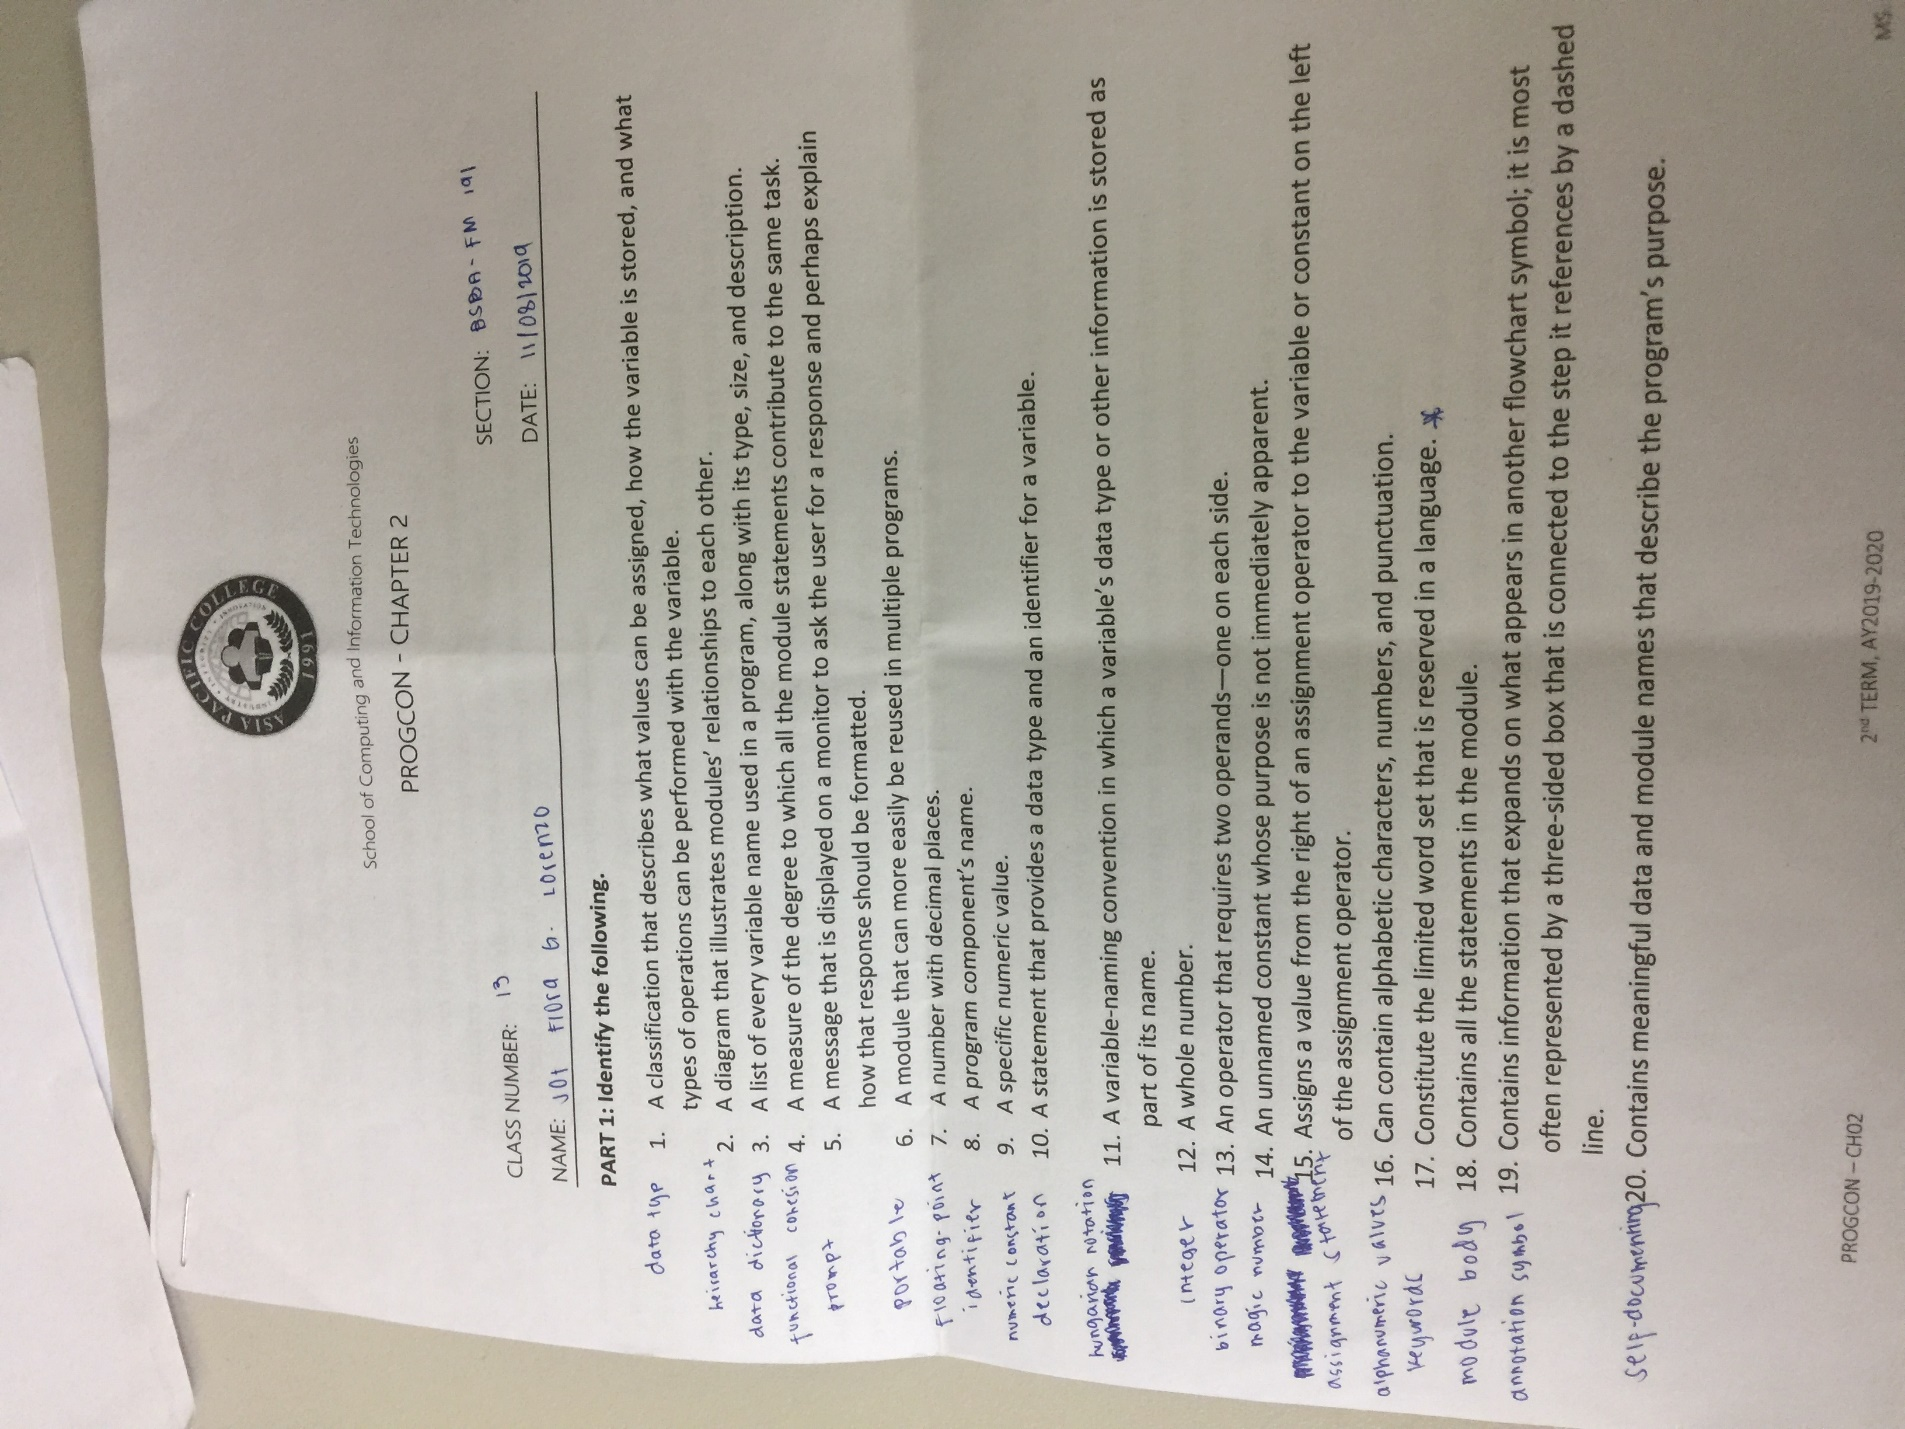 ASIA PACIFIC COLLEGE
1991
School of Computing and Information Technologies
PROGCON - CHAPTER 2
CLASS NUMBER: 13 SECTION: BSBA-FM 191
NAME: Joi Flora G. Lorenzo DATE: 11/08/2019
PART 1: Identify the following.
data typ 1. A classification that describes what values can be assigned, how the variable is stored, and what
types of operations can be performed with the variable.
heirarchy chart 2. A diagram that illustrates modules’ relationships to each other.
data dictionary 3. A list of every variable name used in a program, along with its type, size, and description.
functional cohesion 4. A measure of the degree to which all the module statements contribute to the same task.
prompt 5. A message that is displayed on a monitor to ask the user for a response and perhaps explain
how that response should be formatted.
portable 6. A module that can more easily be reused in multiple programs.
Floating-point 7. A number with decimal places.
identifier 8. A program component’s name.
numeric constant 9. A specific numeric value.
declaration 10. A statement that provides a data type and an identifier for a variable.
hungarian notation 11. A variable-naming convention in which a variable’s data type or other information is stored as
part of its name.
integer 12. A whole number.
binary operator 13. An operator that requires two operands—one on each side.
magic number 14. An unnamed constant whose purpose is not immediately apparent.
15. Assigns a value from the right of an assignment operator to the variable or constant on the left
assignment statement of the assignment operator.
alphanumeric values 16. Can contain alphabetic characters, numbers, and punctuation.
keywords 17. Constitute the limited word set that is reserved in a language. *
module body 18. Contains all the statements in the module.
annotation symbol 19. Contains information that expands on what appears in another flowchart symbol; it is most
often represented by a three-sided box that is connected to the step it references by a dashed
line.
self-documening 20. Contains meaningful data and module names that describe the program’s purpose.
PROGCON – CH02 2nd TERM, AY2019-2020 MS.